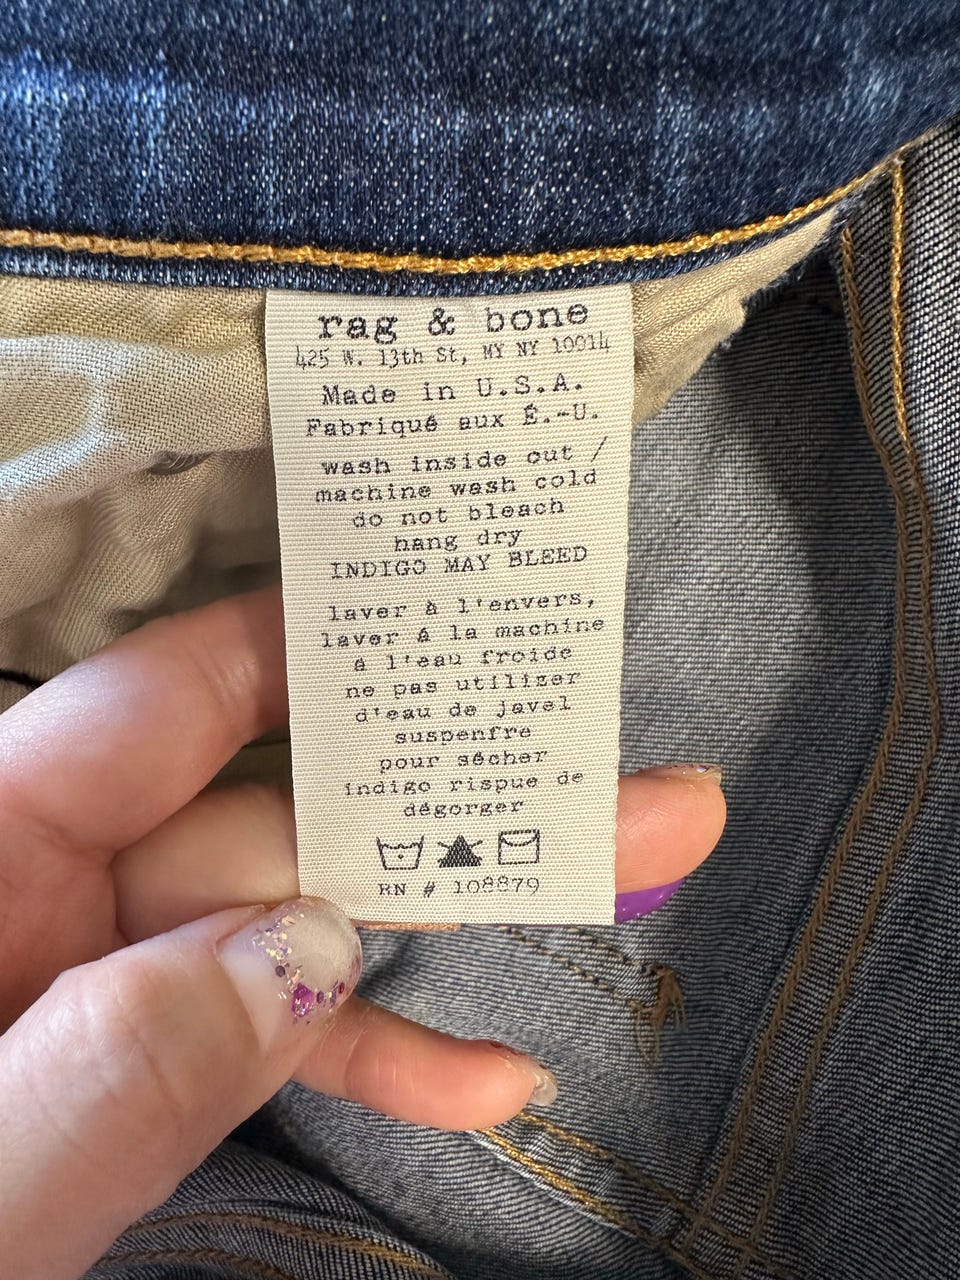 rag & bone
425 W. 13th St, MY NY 10014
Made in U.S.A.
Fabriqué aux É.-U.
wash inside out /
machine wash cold
do not bleach
hang dry
INDIGO MAY BLEED
laver à l'envers,
laver á la machine
à l'eau froide
ne pas utilizer
d'eau de javel
suspenfre
pour sécher
indigo rispue de
dégorger
RN # 108879